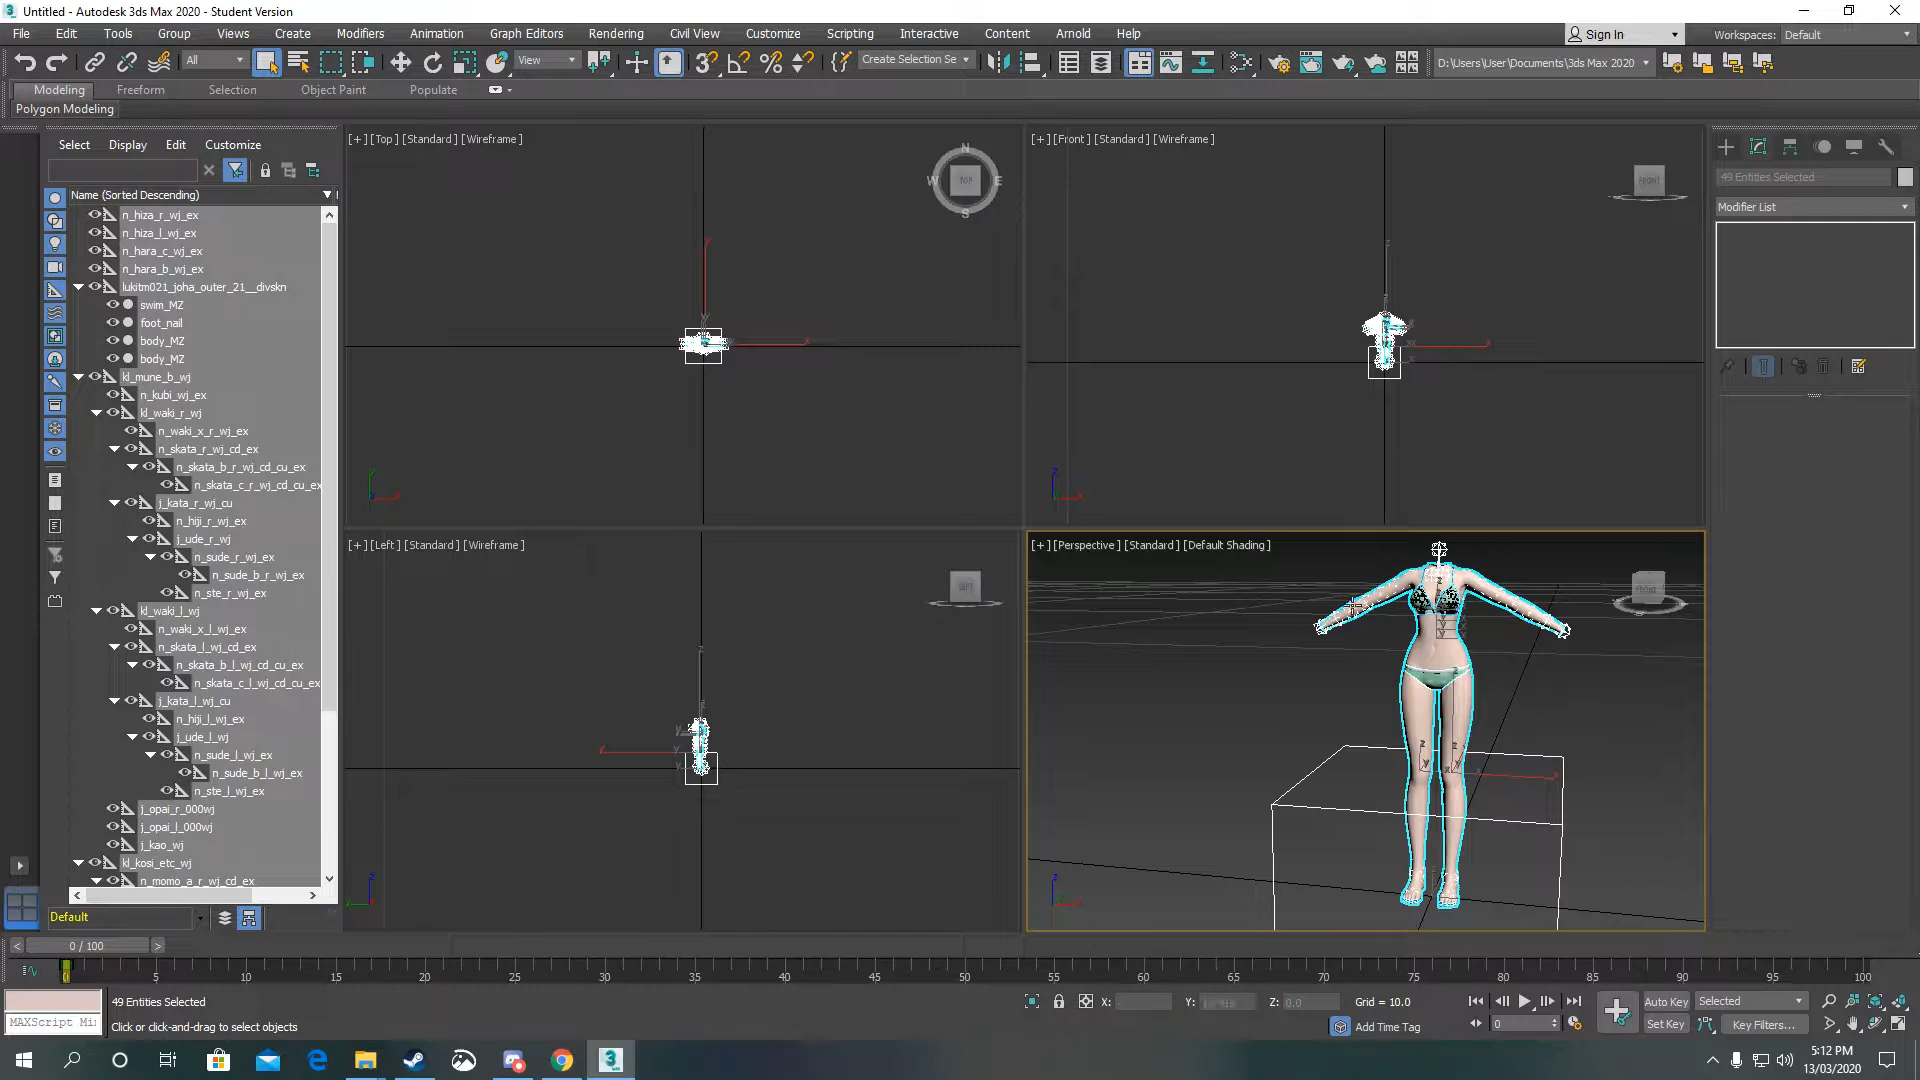 Untitled - Autodesk 3ds Max 2020 - Student Version
File Edit Tools Group Views Create Modifiers Animation Graph Editors Rendering Civil View Customize Scripting Interactive Content Arnold Help
Sign In
Workspaces: Default
All
View
Create Selection Se
D:\Users\User\Documents\3ds Max 2020
Modeling Freeform Selection Object Paint Populate
Polygon Modeling
Select Display Edit Customize
Name (Sorted Descending)
n_hiza_r_wj_ex
n_hiza_l_wj_ex
n_hara_c_wj_ex
n_hara_b_wj_ex
lukitm021_joha_outer_21__divskn
swim_MZ
foot_nail
body_MZ
body_MZ
kl_mune_b_wj
n_kubi_wj_ex
kl_waki_r_wj
n_waki_x_r_wj_ex
n_skata_r_wj_cd_ex
n_skata_b_r_wj_cd_cu_ex
n_skata_c_r_wj_cd_cu_ex
j_kata_r_wj_cu
n_hiji_r_wj_ex
j_ude_r_wj
n_sude_r_wj_ex
n_sude_b_r_wj_ex
n_ste_r_wj_ex
kl_waki_l_wj
n_waki_x_l_wj_ex
n_skata_l_wj_cd_ex
n_skata_b_l_wj_cd_cu_ex
n_skata_c_l_wj_cd_cu_ex
j_kata_l_wj_cu
n_hiji_l_wj_ex
j_ude_l_wj
n_sude_l_wj_ex
n_sude_b_l_wj_ex
n_ste_l_wj_ex
j_opai_r_000wj
j_opai_l_000wj
j_kao_wj
kl_kosi_etc_wj
n_momo_a_r_wj_cd_ex
Default
[+] [Top] [Standard] [Wireframe]
N
W TOP E
S
[+] [Front] [Standard] [Wireframe]
FRONT
[+] [Left] [Standard] [Wireframe]
LEFT
[+] [Perspective] [Standard] [Default Shading]
FRONT
49 Entities Selected
Modifier List
0 / 100
0 5 10 15 20 25 30 35 40 45 50 55 60 65 70 75 80 85 90 95 100
49 Entities Selected
MAXScript Mi
Click or click-and-drag to select objects
X: Y: Z: 0.0 Grid = 10.0
Add Time Tag
0
Auto Key Selected
Set Key Key Filters...
5:12 PM
13/03/2020